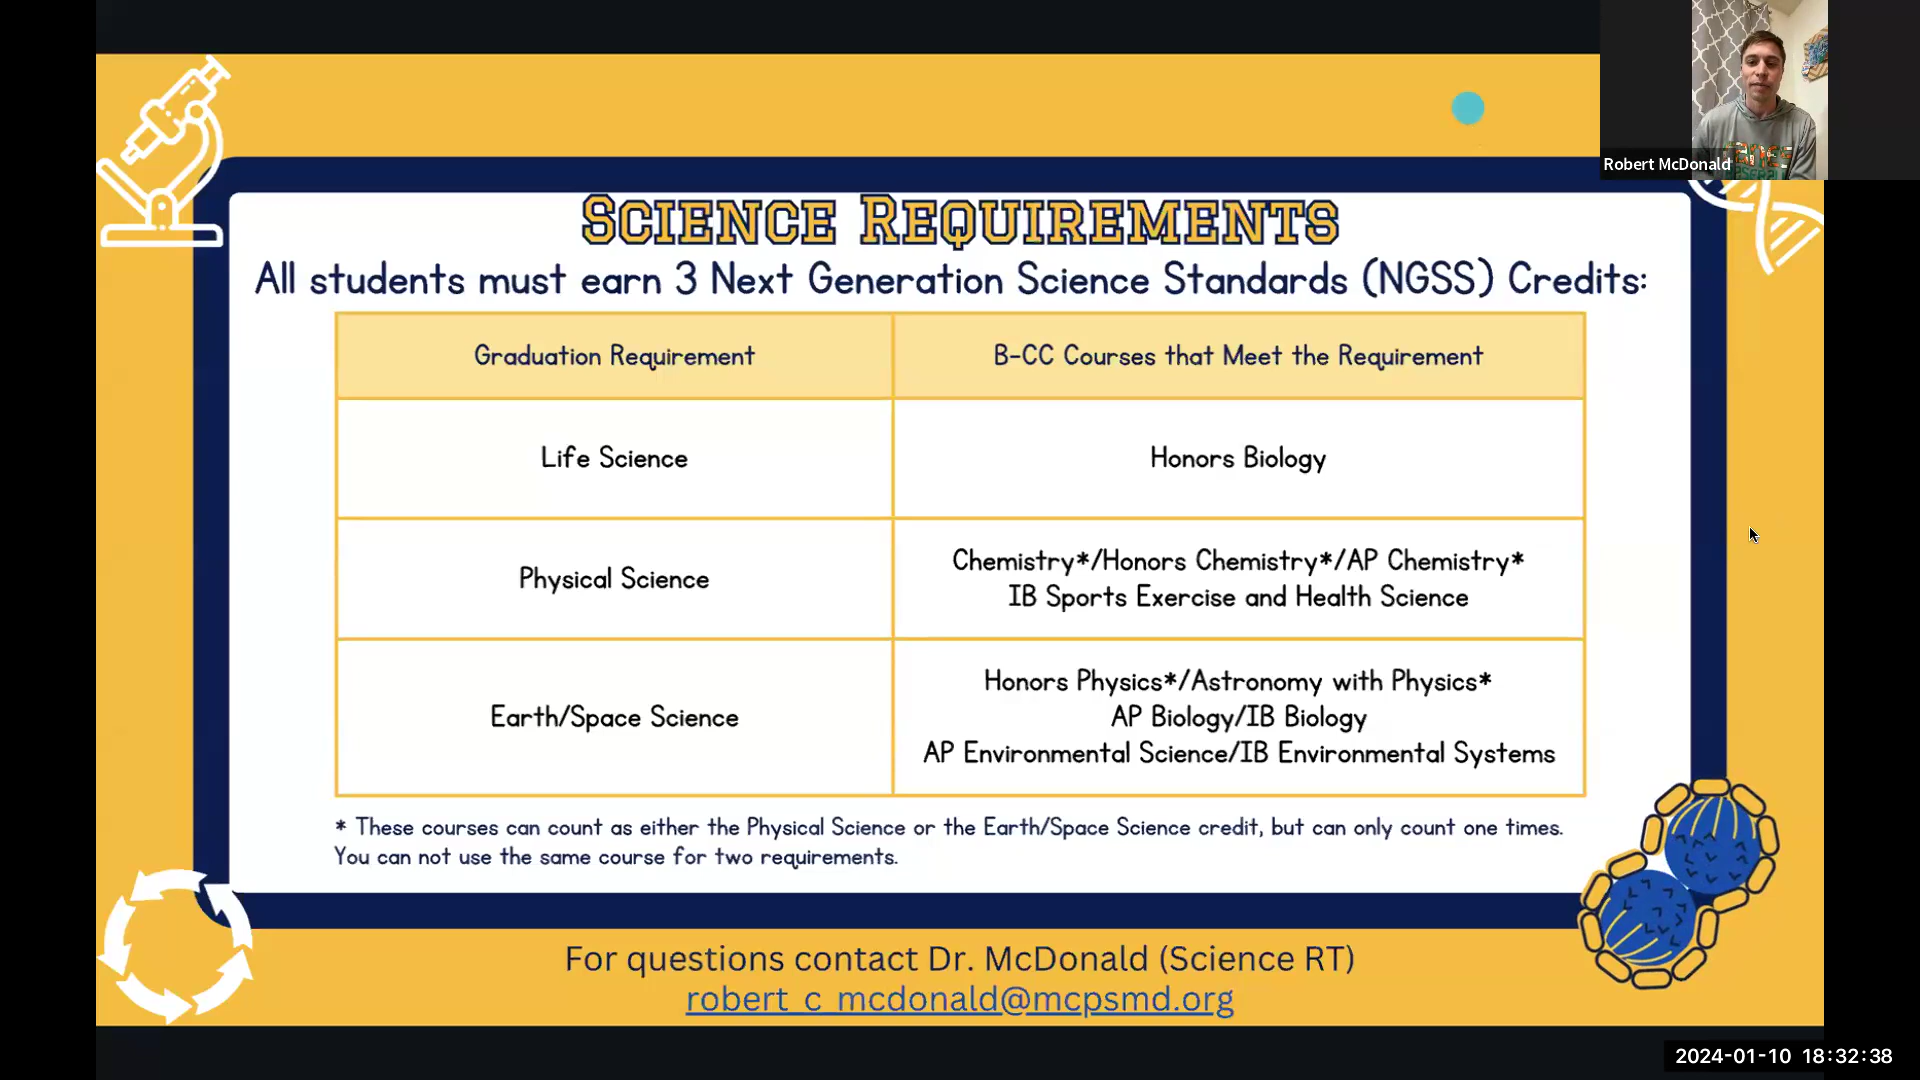 Robert McDonald
Science Requirements
All students must earn 3 Next Generation Science Standards (NGSS) Credits:
Graduation Requirement
B-CC Courses that Meet the Requirement
Life Science
Honors Biology
Physical Science
Chemistry*/Honors Chemistry*/AP Chemistry*
IB Sports Exercise and Health Science
Earth/Space Science
Honors Physics*/Astronomy with Physics*
AP Biology/IB Biology
AP Environmental Science/IB Environmental Systems
* These courses can count as either the Physical Science or the Earth/Space Science credit, but can only count one times.
You can not use the same course for two requirements.
For questions contact Dr. McDonald (Science RT)
robert_c_mcdonald@mcpsmd.org
2024-01-10 18:32:38